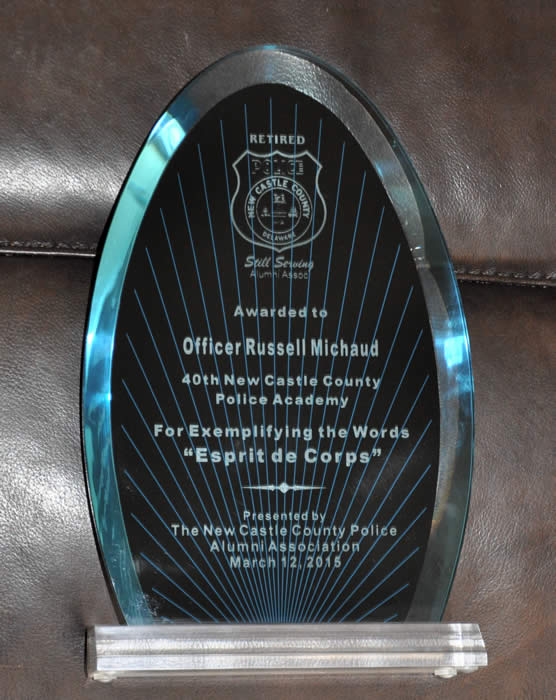 RETIRED
POLICE
NEW CASTLE COUNTY
DELAWARE
Still Serving
Alumni Assoc
Awarded to
Officer Russell Michaud
40th New Castle County
Police Academy
For Exemplifying the Words
“Esprit de Corps”
Presented by
The New Castle County Police
Alumni Association
March 12, 2015